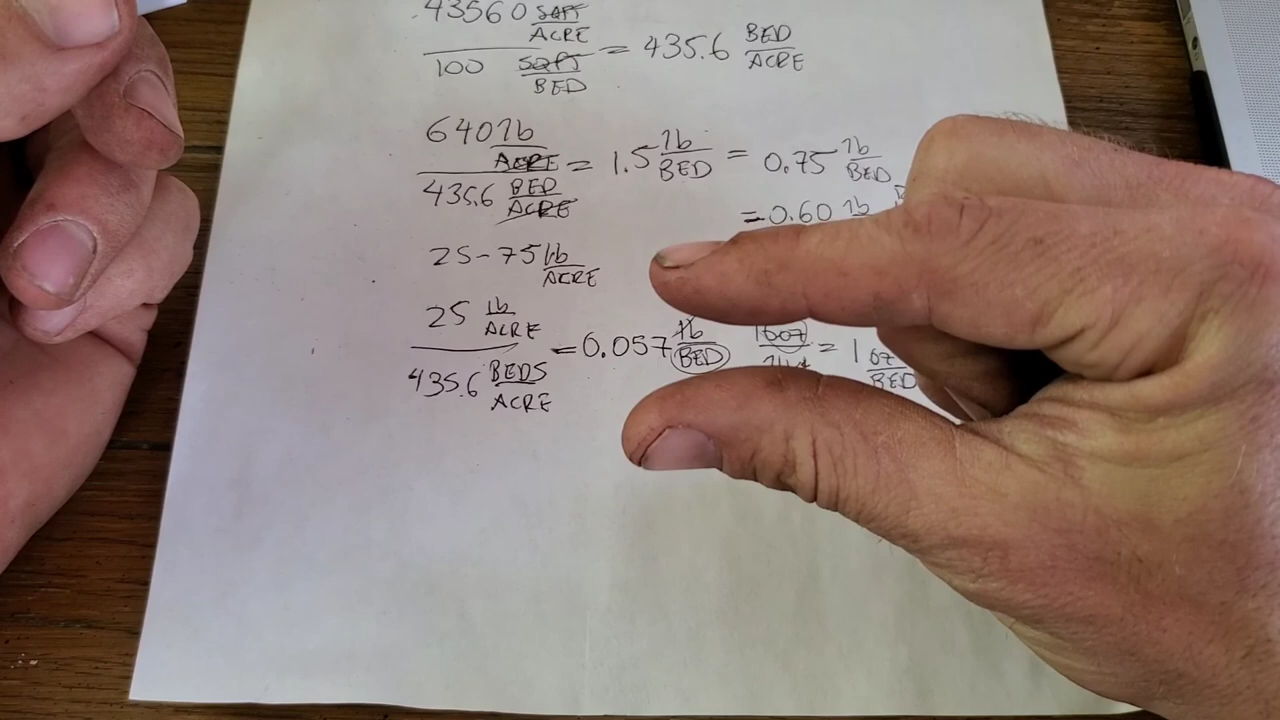 43560 SQFT/ACRE / 100 SQFT/BED = 435.6 BED/ACRE
640 lb/ACRE / 435.6 BED/ACRE = 1.5 lb/BED = 0.75 lb/BED
= 0.60 lb
25-75 lb/ACRE
25 lb/ACRE / 435.6 BEDS/ACRE = 0.057 lb/BED 16oz = 1 oz/BED